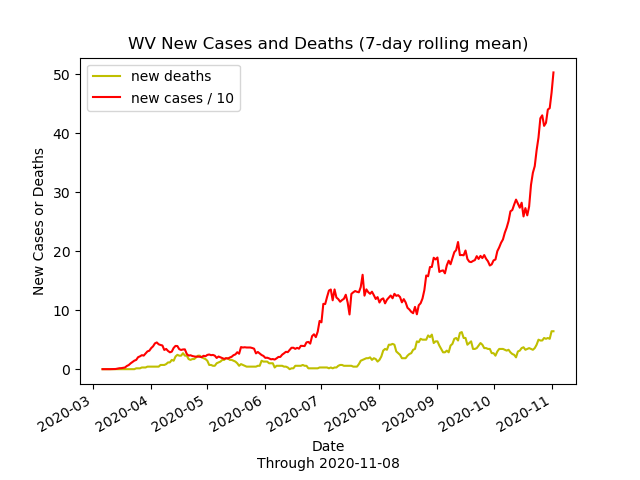 WV New Cases and Deaths (7-day rolling mean)
new deaths
new cases / 10
New Cases or Deaths
50
40
30
20
10
0
2020-03
2020-04
2020-05
2020-06
2020-07
2020-08
2020-09
2020-10
2020-11
Date
Through 2020-11-08